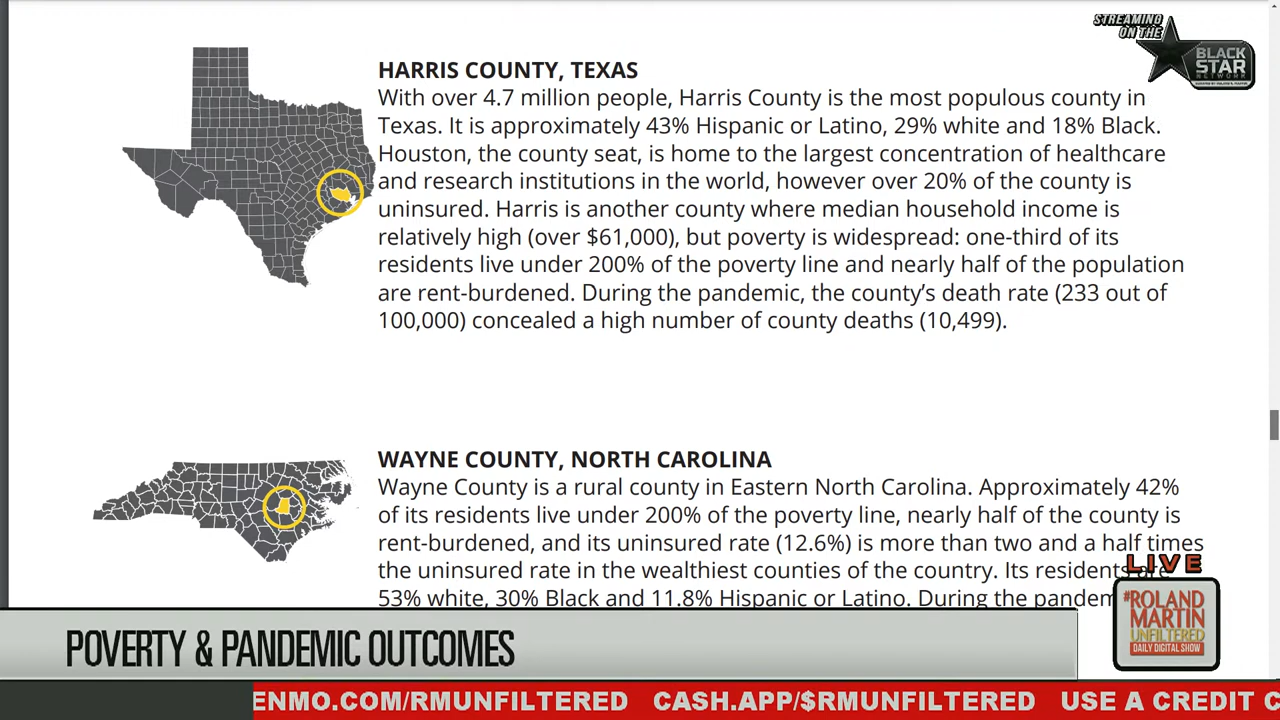 STREAMING
ON THE
BLACK
STAR
NETWORK
HARRIS COUNTY, TEXAS
With over 4.7 million people, Harris County is the most populous county in
Texas. It is approximately 43% Hispanic or Latino, 29% white and 18% Black.
Houston, the county seat, is home to the largest concentration of healthcare
and research institutions in the world, however over 20% of the county is
uninsured. Harris is another county where median household income is
relatively high (over $61,000), but poverty is widespread: one-third of its
residents live under 200% of the poverty line and nearly half of the population
are rent-burdened. During the pandemic, the county’s death rate (233 out of
100,000) concealed a high number of county deaths (10,499).
WAYNE COUNTY, NORTH CAROLINA
Wayne County is a rural county in Eastern North Carolina. Approximately 42%
of its residents live under 200% of the poverty line, nearly half of the county is
rent-burdened, and its uninsured rate (12.6%) is more than two and a half times
the uninsured rate in the wealthiest counties of the country. Its residents are
53% white, 30% Black and 11.8% Hispanic or Latino. During the pandem
LIVE
#ROLAND
MARTIN
UNFILTERED
DAILY DIGITAL SHOW
POVERTY & PANDEMIC OUTCOMES
ENMO.COM/RMUNFILTERED CASH.APP/$RMUNFILTERED USE A CREDIT C